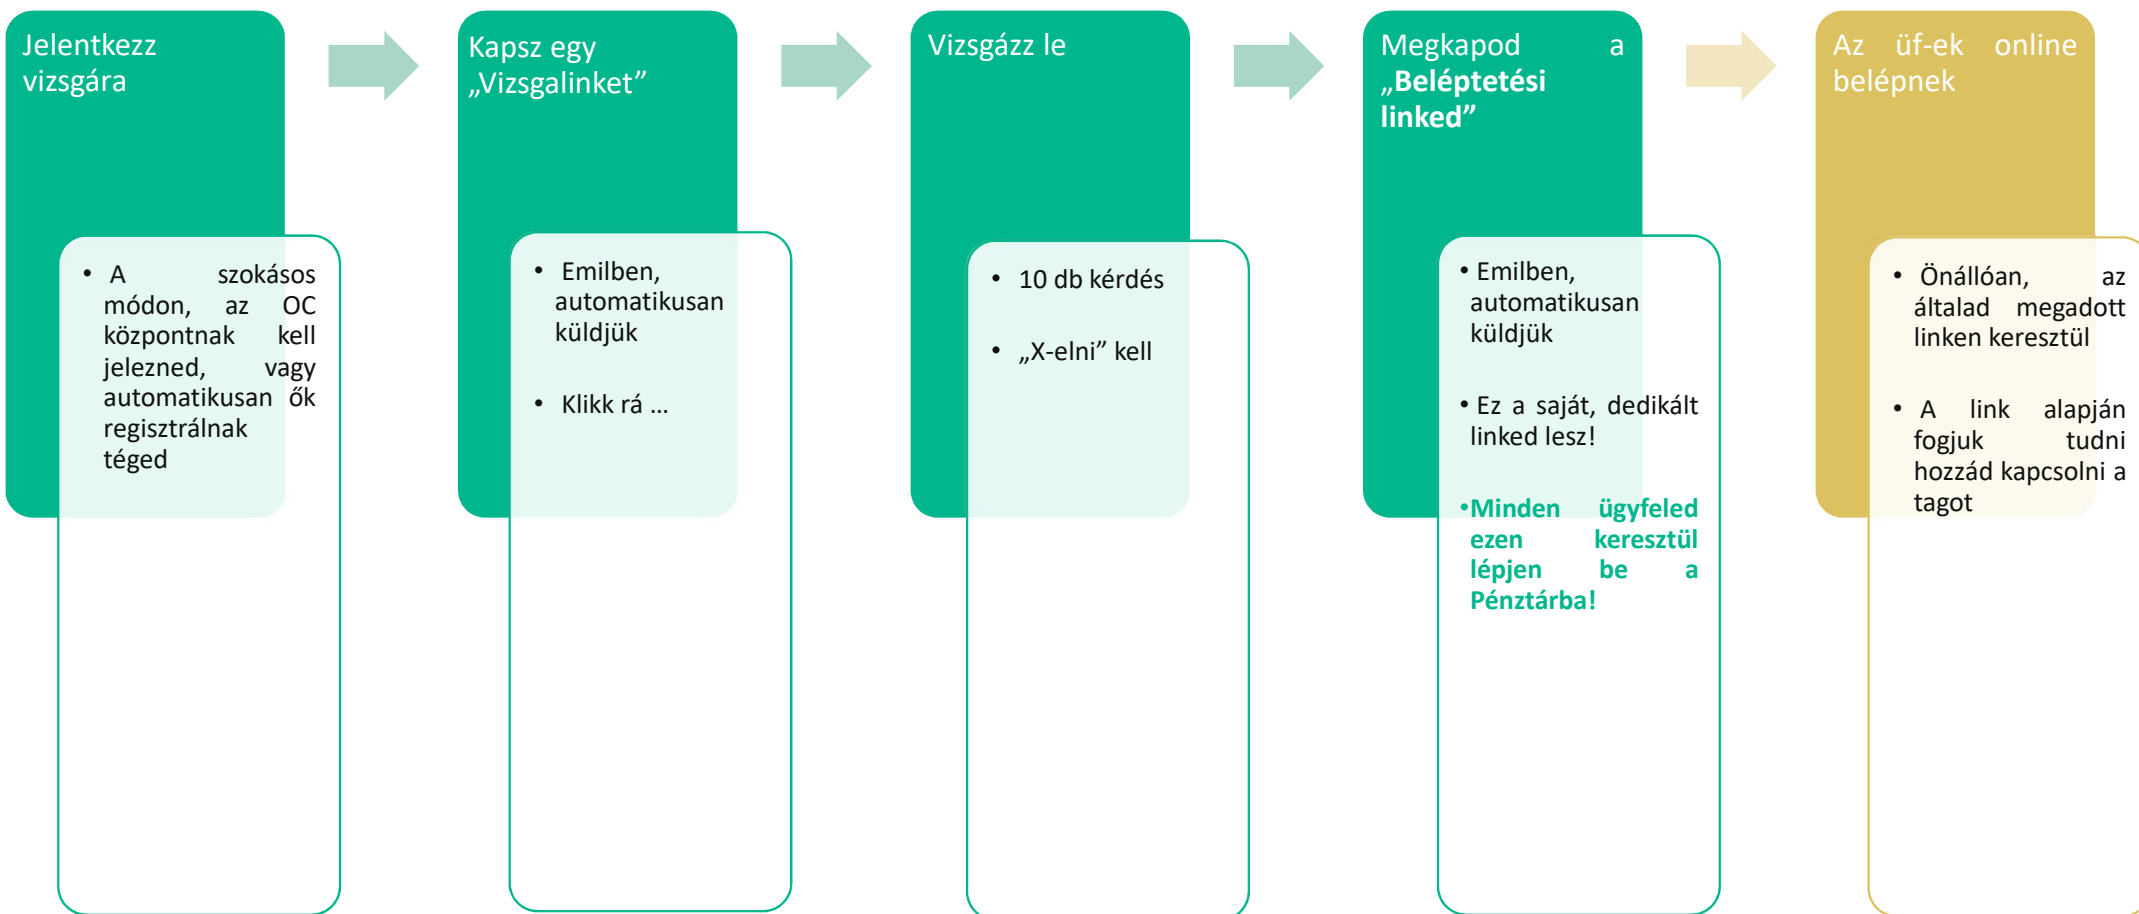 Jelentkezz
vizsgára
• A szokásos
módon, az OC
központnak kell
jelezned, vagy
automatikusan ők
regisztrálnak
téged
Kapsz egy
„Vizsgalinket”
• Emilben,
automatikusan
küldjük
• Klikk rá ...
Vizsgázz le
• 10 db kérdés
• „X-elni” kell
Megkapod a
„Beléptetési
linked”
• Emilben,
automatikusan
küldjük
• Ez a saját, dedikált
linked lesz!
•Minden ügyfeled
ezen keresztül
lépjen be a
Pénztárba!
Az üf-ek online
belépnek
• Önállóan, az
általad megadott
linken keresztül
• A link alapján
fogjuk tudni
hozzád kapcsolni a
tagot